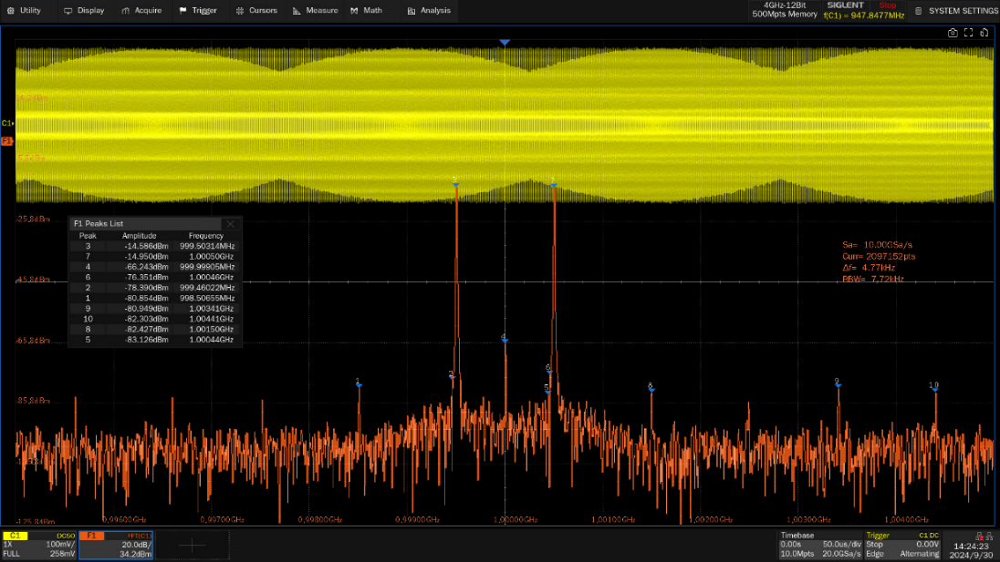 Utility Display Acquire Trigger Cursors Measure Math Analysis
4GHz-12Bit SIGLENT Stop
500Mpts Memory f(C1) = 947.8477MHz SYSTEM SETTINGS
C1
F1
-25.8dBm
F1 Peaks List
Peak Amplitude Frequency
3 -14.586dBm 999.50314MHz
7 -14.950dBm 1.00050GHz
4 -66.243dBm 999.99905MHz
6 -76.351dBm 1.00046GHz
2 -78.390dBm 999.46022MHz
1 -80.854dBm 998.50655MHz
9 -80.949dBm 1.00341GHz
10 -82.303dBm 1.00441GHz
8 -82.427dBm 1.00150GHz
5 -83.126dBm 1.00044GHz
Sa= 10.00GSa/s
Curr= 2097152pts
Δf= 4.77kHz
RBW= 7.72kHz
-45.8dBm
-65.8dBm
4
6
2
1
5
8
9
10
-85.8dBm
-125.8dBm 0.99600GHz 0.99700GHz 0.99800GHz 0.99900GHz 1.00000GHz 1.00100GHz 1.00200GHz 1.00300GHz 1.00400GHz
C1 DC50
1X 100mV/
FULL 258mV
F1 FFT(C1)
20.0dB/
34.2dBm
Timebase
0.00s 50.0us/div
10.0Mpts 20.0GSa/s
Trigger C1 DC
Stop 0.00V
Edge Alternating
14:24:23
2024/9/30